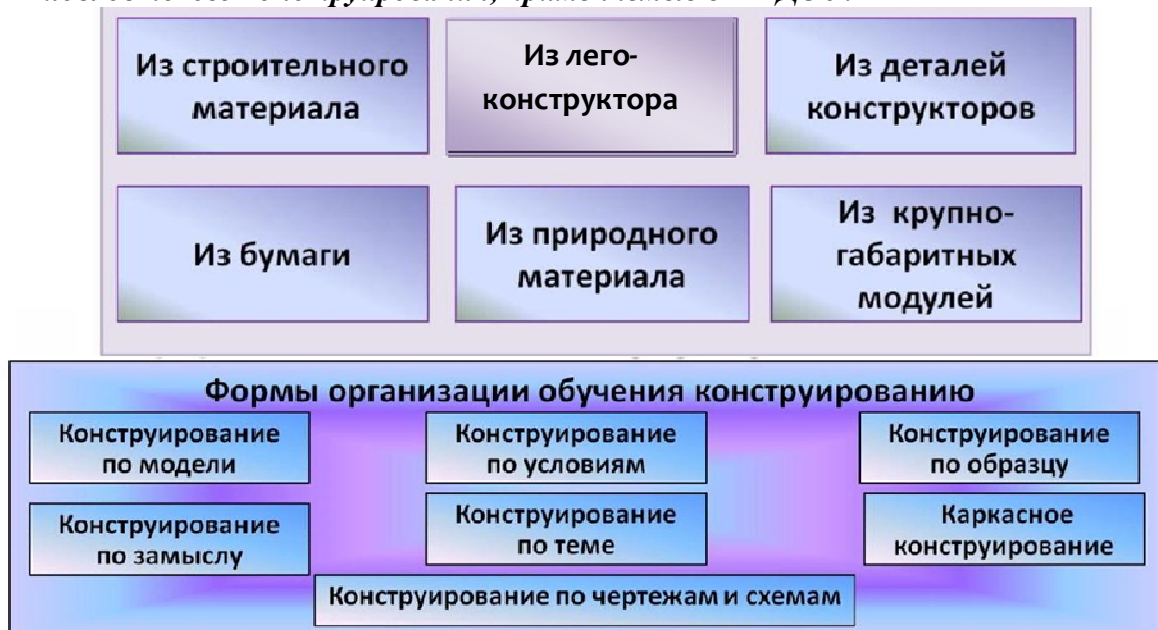 Из строительного
материала
Из лего-
конструктора
Из деталей
конструкторов
Из бумаги
Из природного
материала
Из крупно-
габаритных
модулей
Формы организации обучения конструированию
Конструирование
по модели
Конструирование
по условиям
Конструирование
по образцу
Конструирование
по замыслу
Конструирование
по теме
Каркасное
конструирование
Конструирование по чертежам и схемам